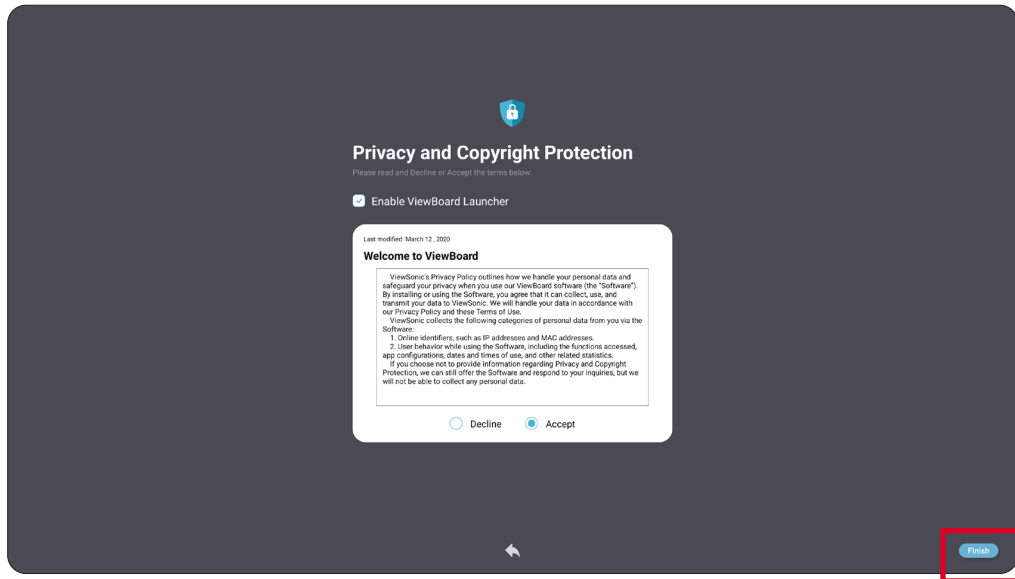 Privacy and Copyright Protection
Please read and Decline or Accept the terms below.
Enable ViewBoard Launcher
Last modified: March 12 , 2020
Welcome to ViewBoard
ViewSonic's Privacy Policy outlines how we handle your personal data and
safeguard your privacy when you use our ViewBoard software (the "Software").
By installing or using the Software, you agree that it can collect, use, and
transmit your data to ViewSonic. We will handle your data in accordance with
our Privacy Policy and these Terms of Use.
ViewSonic collects the following categories of personal data from you via the
Software:
1. Online identifiers, such as IP addresses and MAC addresses.
2. User behavior while using the Software, including the functions accessed,
app configurations, dates and times of use, and other related statistics.
If you choose not to provide information regarding Privacy and Copyright
Protection, we can still offer the Software and respond to your inquiries, but we
will not be able to collect any personal data.
Decline Accept
Finish